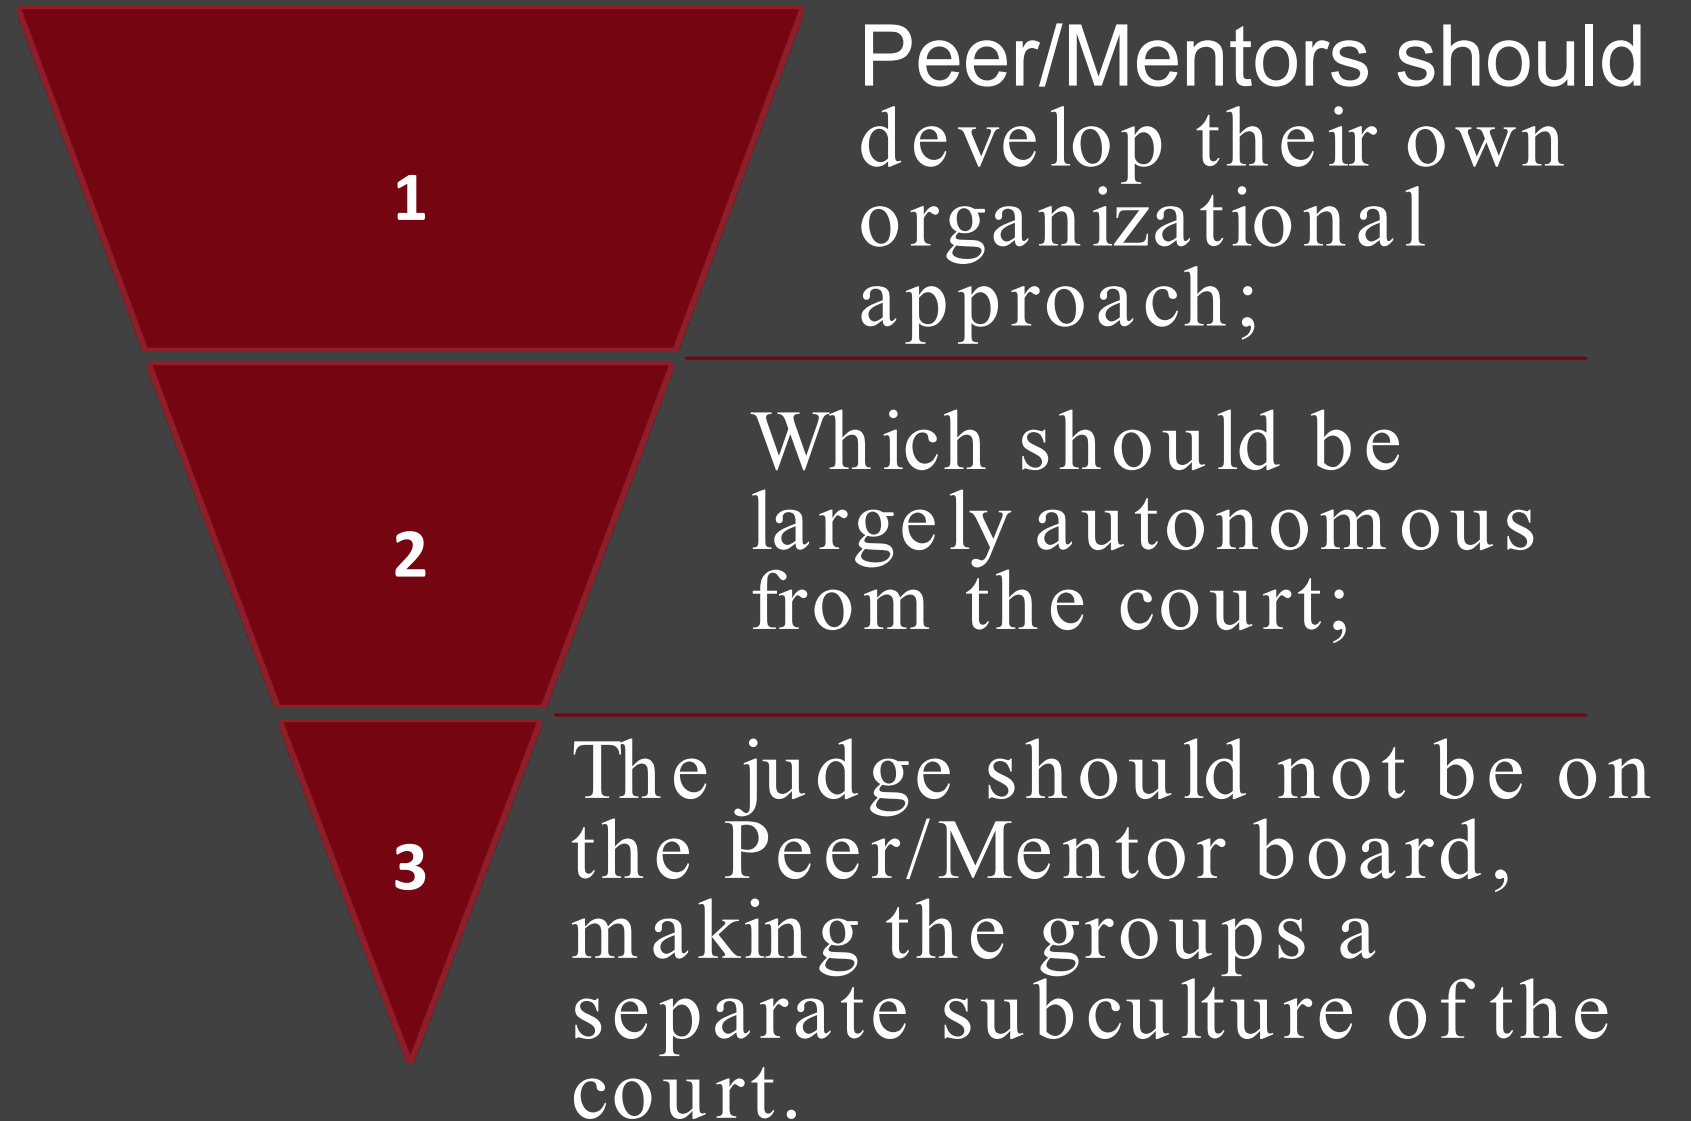 1
Peer/Mentors should
develop their own
organizational
approach;
2
Which should be
largely autonomous
from the court;
3
The judge should not be on
the Peer/Mentor board,
making the groups a
separate subculture of the
court.